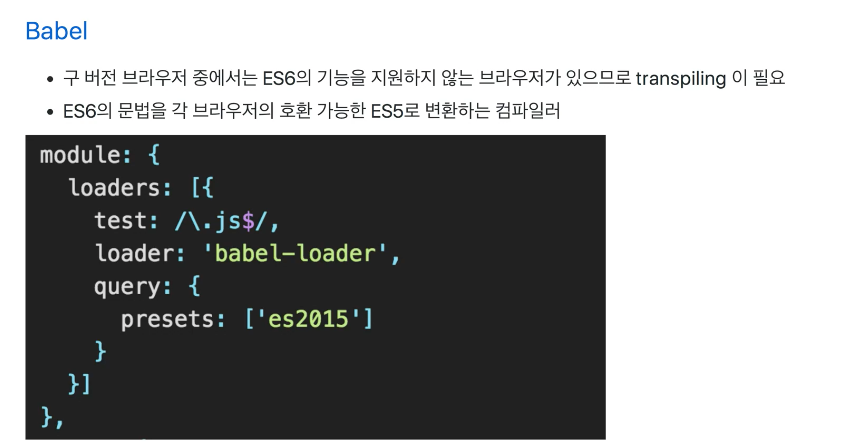 Babel
• 구 버전 브라우저 중에서는 ES6의 기능을 지원하지 않는 브라우저가 있으므로 transpiling 이 필요
• ES6의 문법을 각 브라우저의 호환 가능한 ES5로 변환하는 컴파일러
module: {
  loaders: [{
    test: /\.js$/,
    loader: 'babel-loader',
    query: {
      presets: ['es2015']
    }
  }]
},